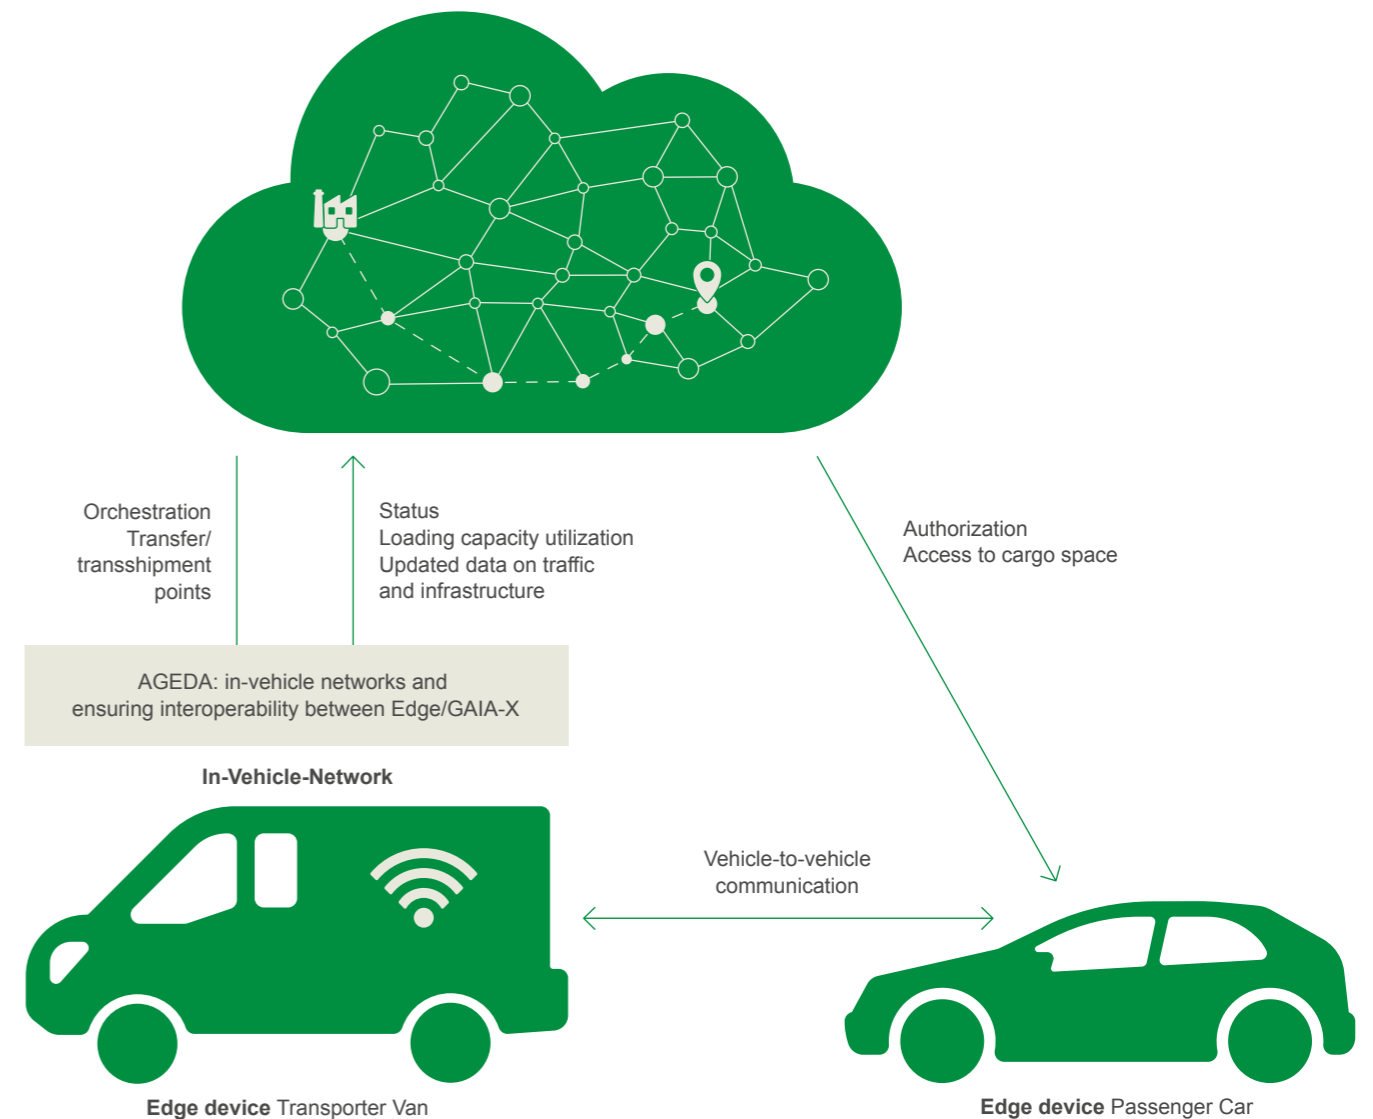 Orchestration
Transfer/
transshipment
points
Status
Loading capacity utilization
Updated data on traffic
and infrastructure
Authorization
Access to cargo space
AGEDA: in-vehicle networks and
ensuring interoperability between Edge/GAIA-X
In-Vehicle-Network
Vehicle-to-vehicle
communication
Edge device Transporter Van
Edge device Passenger Car